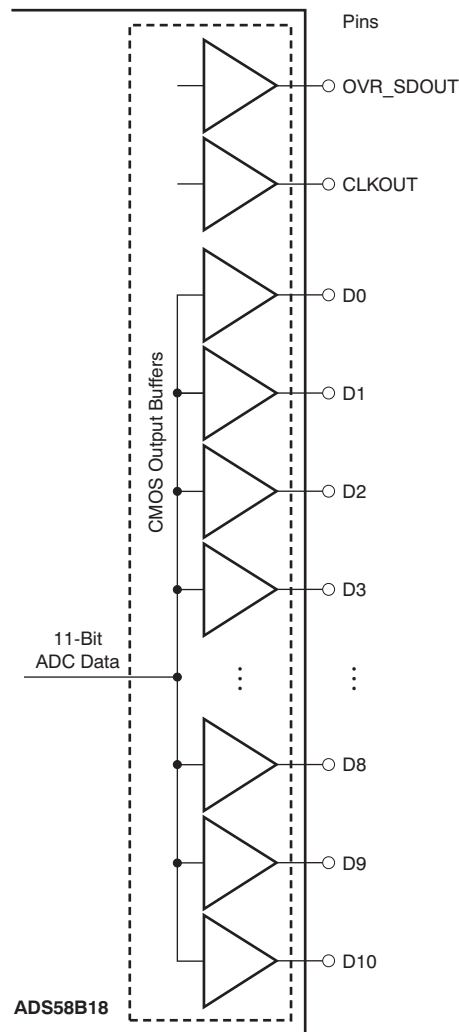 Pins
OVR_SDOUT
CLKOUT
D0
D1
CMOS Output Buffers
D2
D3
11-Bit
ADC Data
D8
D9
D10
ADS58B18